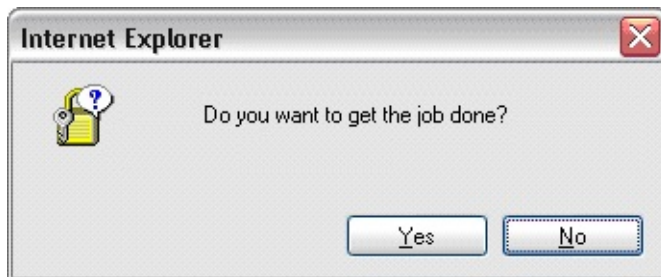 Internet Explorer
?
Do you want to get the job done?
Yes
No